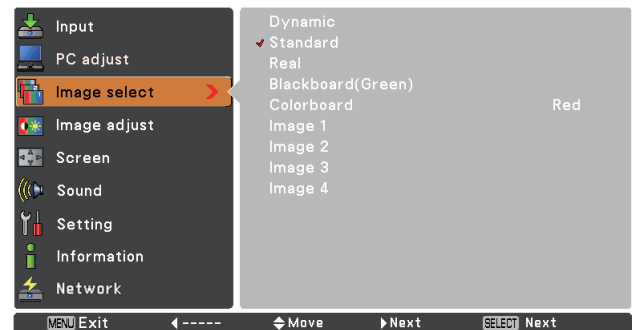 Input
PC adjust
Image select
Image adjust
Screen
Sound
Setting
Information
Network
Dynamic
Standard
Real
Blackboard(Green)
Colorboard Red
Image 1
Image 2
Image 3
Image 4
MENU Exit ----- Move Next SELECT Next